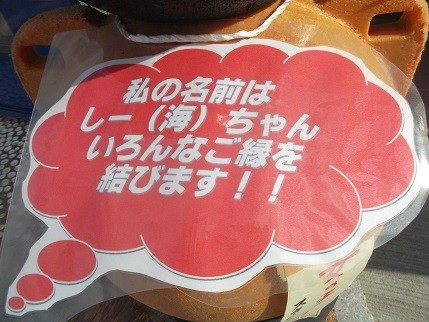 私の名前は
しー（海）ちゃん
いろんなご縁を
結びます！！